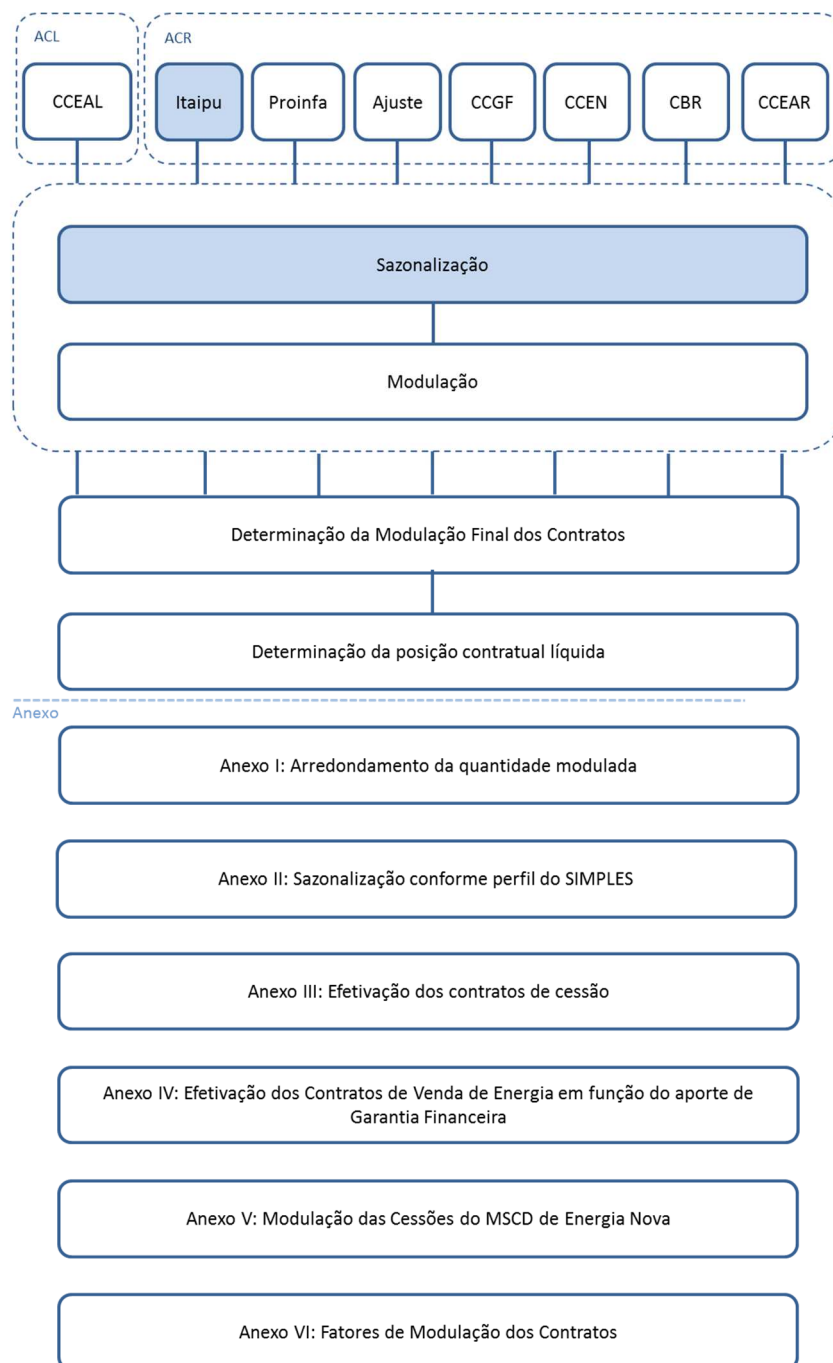 ACL
ACR
CCEAL
Itaipu
Proinfa
Ajuste
CCGF
CCEN
CBR
CCEAR
Sazonalização
Modulação
Determinação da Modulação Final dos Contratos
Determinação da posição contratual líquida
Anexo
Anexo I: Arredondamento da quantidade modulada
Anexo II: Sazonalização conforme perfil do SIMPLES
Anexo III: Efetivação dos contratos de cessão
Anexo IV: Efetivação dos Contratos de Venda de Energia em função do aporte de
Garantia Financeira
Anexo V: Modulação das Cessões do MSCD de Energia Nova
Anexo VI: Fatores de Modulação dos Contratos